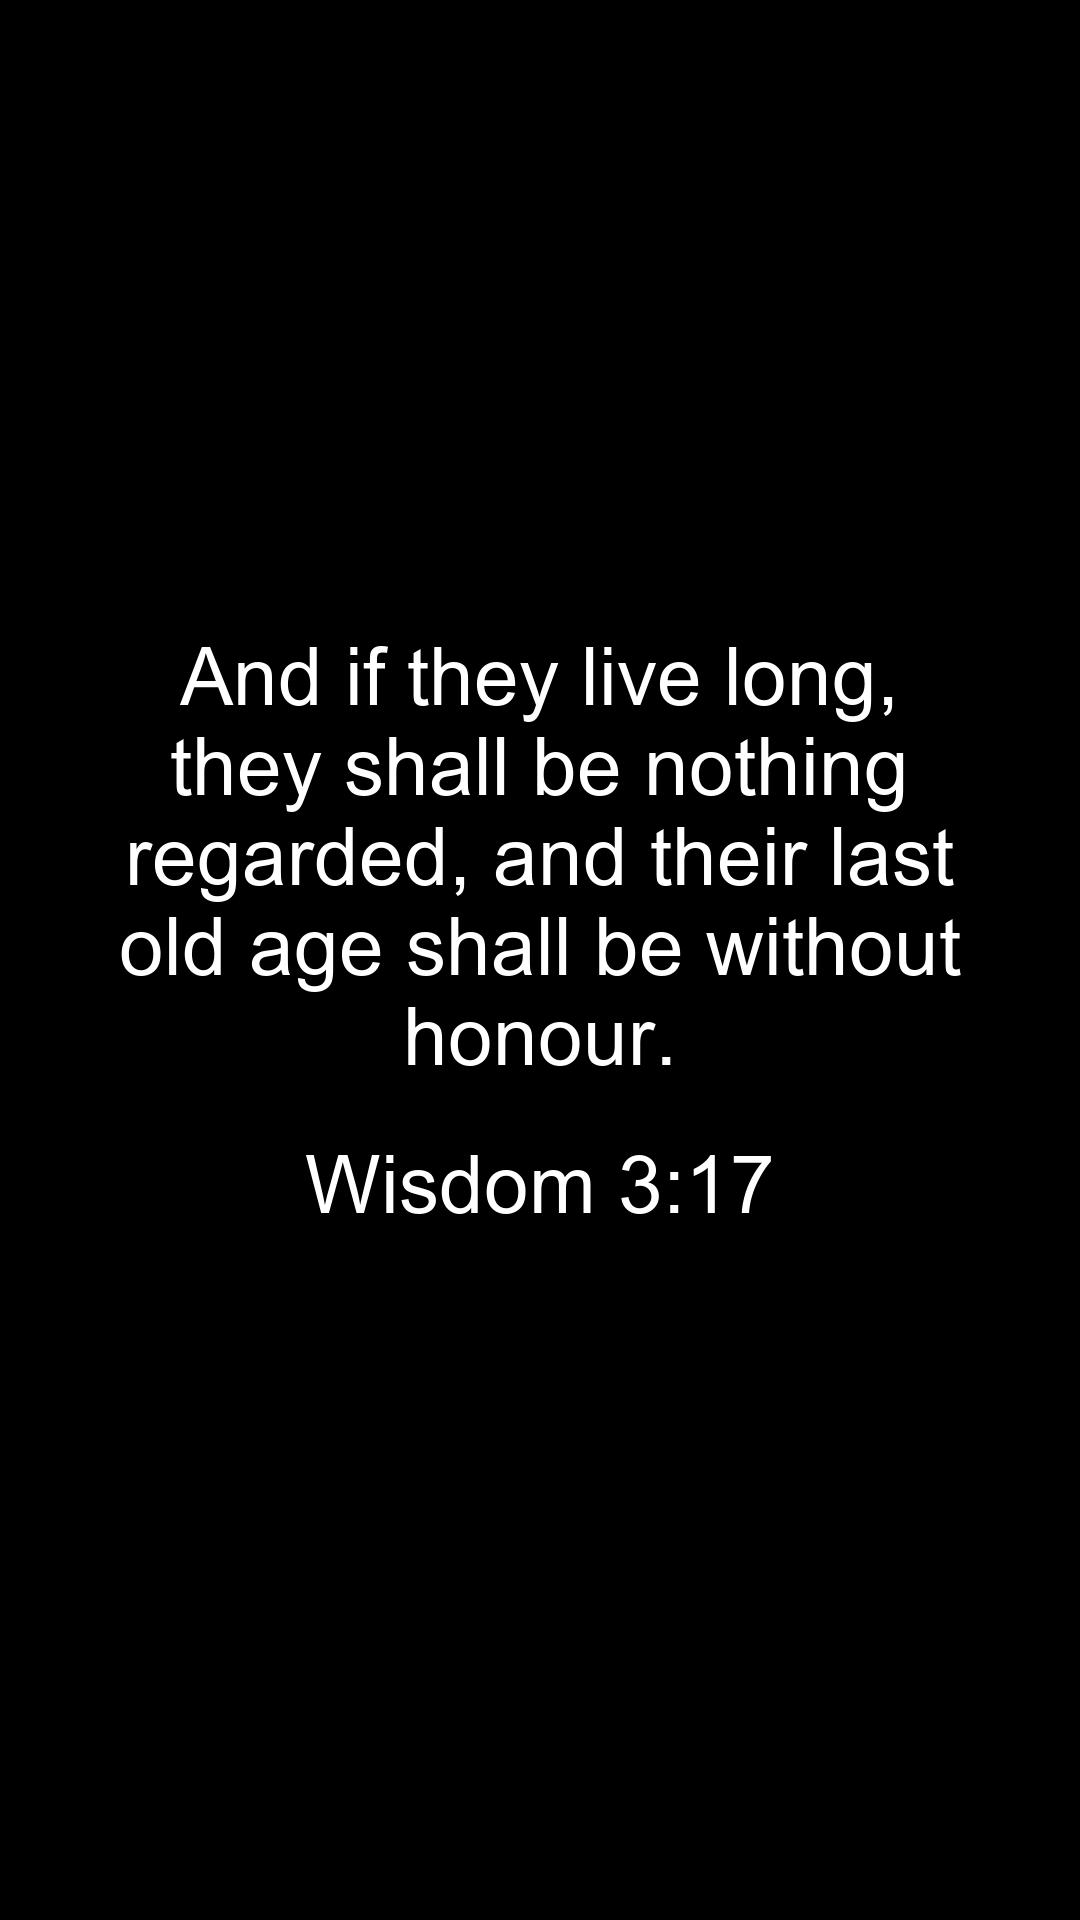 And if they live long,
they shall be nothing
regarded, and their last
old age shall be without
honour.
Wisdom 3:17